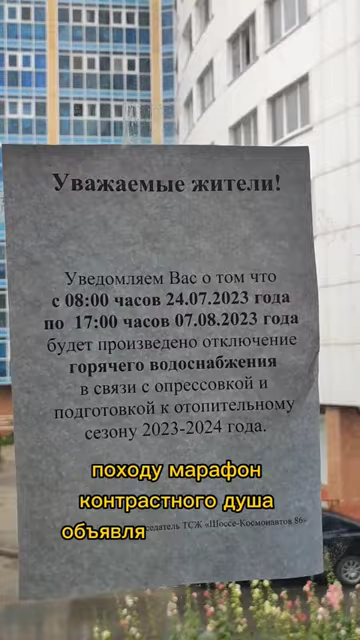 Уважаемые жители!
Уведомляем Вас о том что
с 08:00 часов 24.07.2023 года
по 17:00 часов 07.08.2023 года
будет произведено отключение
горячего водоснабжения
в связи с опрессовкой и
подготовкой к отопительному
сезону 2023-2024 года.
походу марафон
контрастного душа
объявля
седатель ТСЖ «Шоссе-Космонавтов 86»